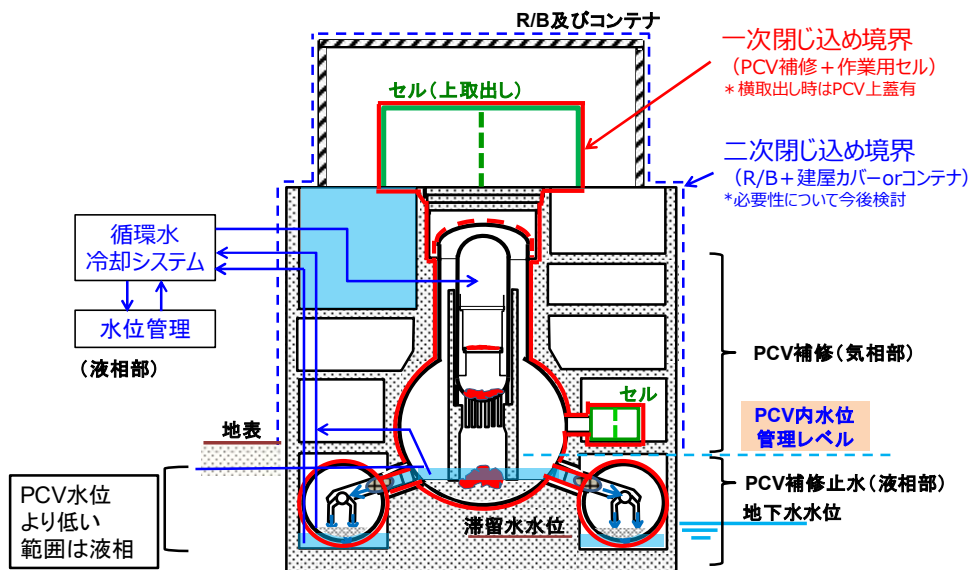 R/B及びコンテナ
一次閉じ込め境界
（PCV補修＋作業用セル）
＊横取出し時はPCV上蓋有
セル（上取出し）
二次閉じ込め境界
（R/B＋建屋カバーorコンテナ）
*必要性について今後検討
循環水
冷却システム
水位管理
（液相部）
PCV補修（気相部）
セル
PCV内水位
管理レベル
地表
PCV水位
より低い
範囲は液相
PCV補修止水（液相部）
地下水水位
滞留水水位